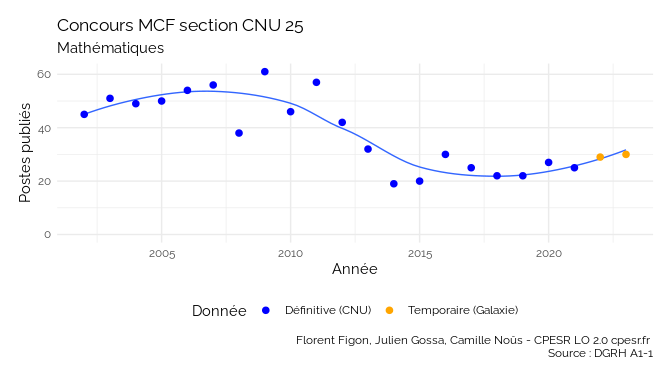 Concours MCF section CNU 25
Mathématiques
Postes publiés
60
40
20
0
2005
2010
2015
2020
Année
Donnée
Définitive (CNU)
Temporaire (Galaxie)
Florent Figon, Julien Gossa, Camille Noûs - CPESR LO 2.0 cpesr.fr
Source : DGRH A1-1